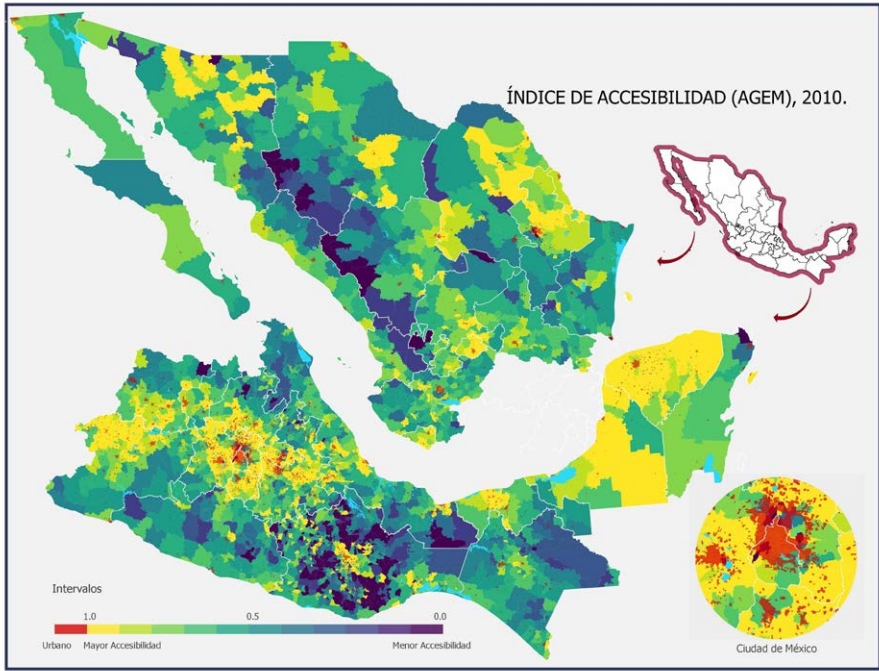 ÍNDICE DE ACCESIBILIDAD (AGEM), 2010.
Intervalos
1.0 0.5 0.0
Urbano Mayor Accesibilidad Menor Accesibilidad
Ciudad de México